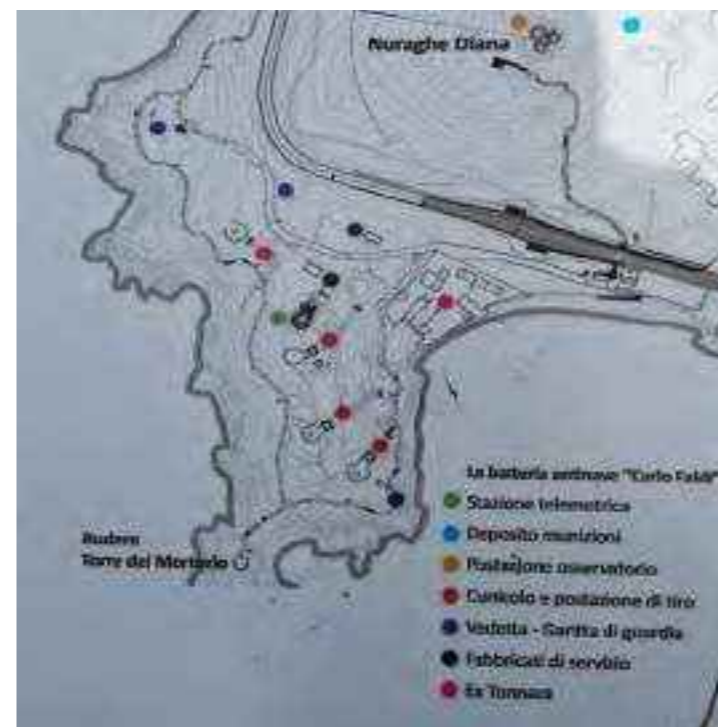 Nuraghe Diana
Rudere
Torre del Mortorio
La batteria antinave "Carlo Faldi"
Stazione telemetrica
Deposito munizioni
Postazione osservatorio
Cunicolo e postazione di tiro
Vedetta - Garitta di guardia
Fabbricati di servizio
Ex Tonnara